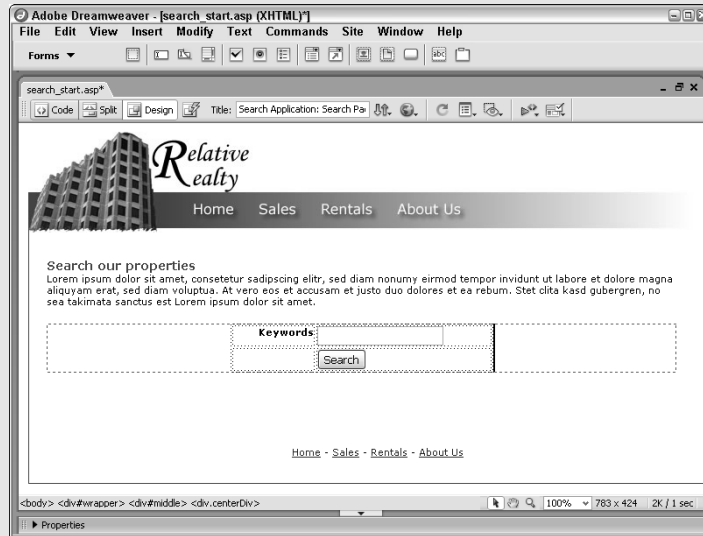 Adobe Dreamweaver - [search_start.asp (XHTML)*]
File Edit View Insert Modify Text Commands Site Window Help
Forms
search_start.asp*
Code Split Design Title: Search Application: Search Pa
Relative
Realty
Home Sales Rentals About Us
Search our properties
Lorem ipsum dolor sit amet, consetetur sadipscing elitr, sed diam nonumy eirmod tempor invidunt ut labore et dolore magna
aliquyam erat, sed diam voluptua. At vero eos et accusam et justo duo dolores et ea rebum. Stet clita kasd gubergren, no
sea takimata sanctus est Lorem ipsum dolor sit amet.
Keywords
Search
Home - Sales - Rentals - About Us
<body> <div#wrapper> <div#middle> <div.centerDiv> 100% 783 x 424 2K / 1 sec
Properties